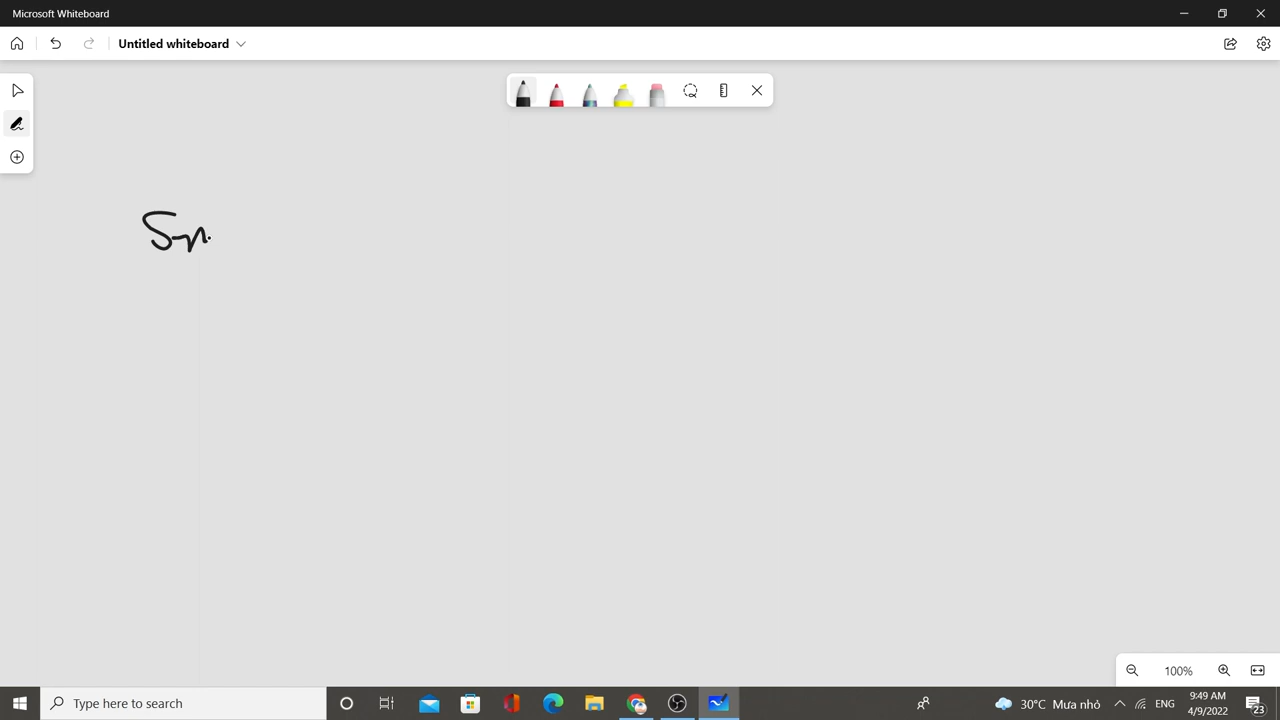 Microsoft Whiteboard
Untitled whiteboard
100%
Type here to search
30°C Mưa nhỏ
ENG
9:49 AM
4/9/2022
23